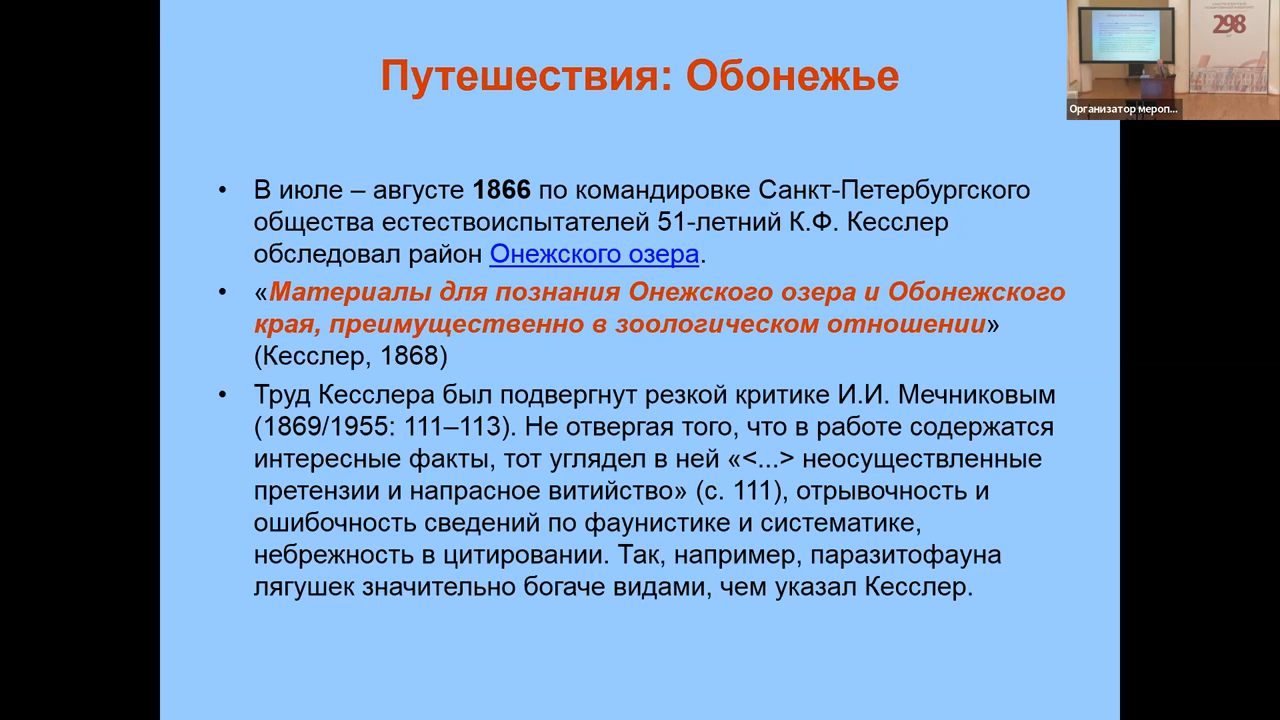 Путешествия: Обонежье
298
Организатор мероп...
• В июле – августе 1866 по командировке Санкт-Петербургского
общества естествоиспытателей 51-летний К.Ф. Кесслер
обследовал район Онежского озера.
• «Материалы для познания Онежского озера и Обонежского
края, преимущественно в зоологическом отношении»
(Кесслер, 1868)
• Труд Кесслера был подвергнут резкой критике И.И. Мечниковым
(1869/1955: 111–113). Не отвергая того, что в работе содержатся
интересные факты, тот углядел в ней «<...> неосуществленные
претензии и напрасное витийство» (с. 111), отрывочность и
ошибочность сведений по фаунистике и систематике,
небрежность в цитировании. Так, например, паразитофауна
лягушек значительно богаче видами, чем указал Кесслер.